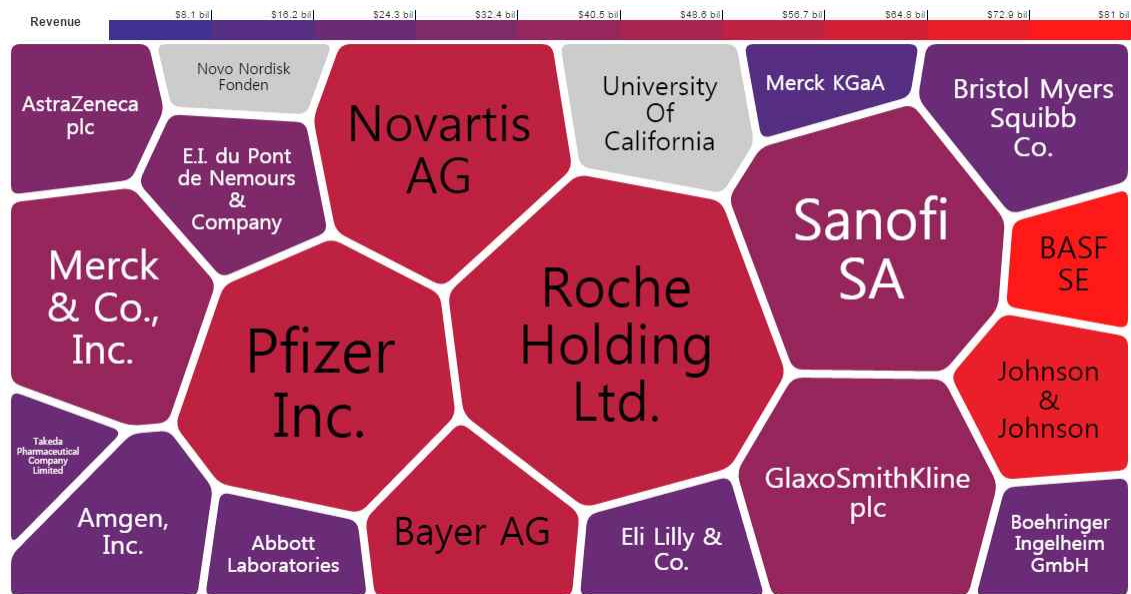 Revenue
$8.1 bil
$16.2 bil
$24.3 bil
$32.4 bil
$40.5 bil
$48.6 bil
$56.7 bil
$64.8 bil
$72.9 bil
$81 bil
AstraZeneca
plc
Novo Nordisk
Fonden
E.I. du Pont
de Nemours
&
Company
Novartis
AG
University
Of
California
Merck KGaA
Bristol Myers
Squibb
Co.
Merck
& Co.,
Inc.
Pfizer
Inc.
Roche
Holding
Ltd.
Sanofi
SA
BASF
SE
Johnson
&
Johnson
Takeda
Pharmaceutical
Company
Limited
Amgen,
Inc.
Abbott
Laboratories
Bayer AG
Eli Lilly &
Co.
GlaxoSmithKline
plc
Boehringer
Ingelheim
GmbH